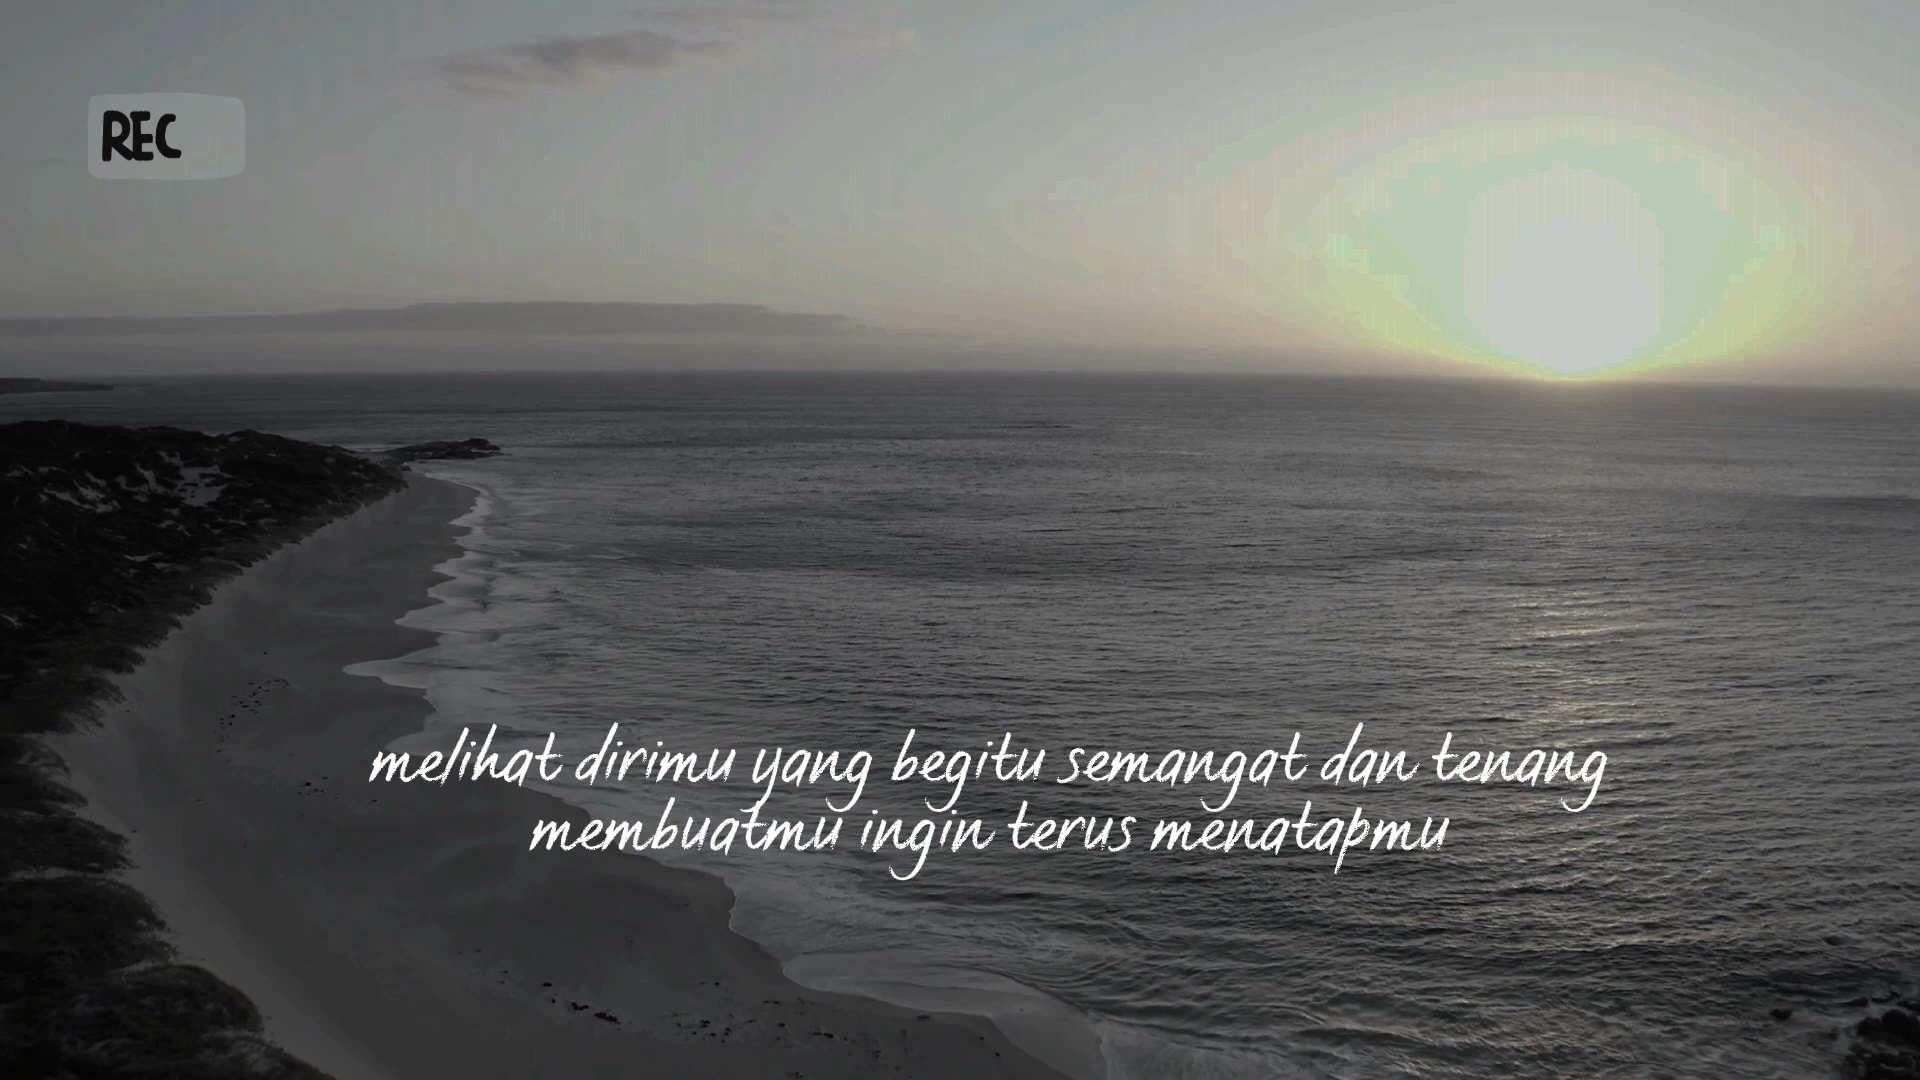 REC
melihat dirimu yang begitu semangat dan tenang
membuatmu ingin terus menatapmu